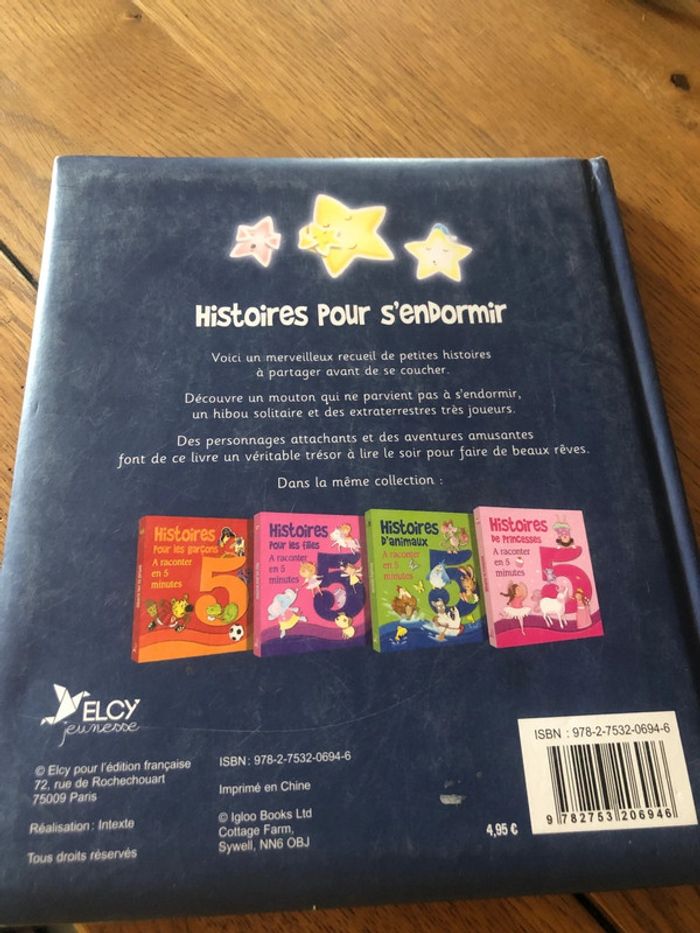 Histoires pour s'endormir
Voici un merveilleux recueil de petites histoires
à partager avant de se coucher.
Découvre un mouton qui ne parvient pas à s'endormir,
un hibou solitaire et des extraterrestres très joueurs.
Des personnages attachants et des aventures amusantes
font de ce livre un véritable trésor à lire le soir pour faire de beaux rêves.
Dans la même collection :
Histoires
Pour les garçons
A raconter
en 5
minutes
5
Histoires
Pour les filles
A raconter
en 5
minutes
5
Histoires
D'animaux
A raconter
en 5
minutes
5
Histoires
de Princesses
A raconter
en 5
minutes
5
ELCY
jeunesse
© Elcy pour l'édition française
72, rue de Rochechouart
75009 Paris
Réalisation : Intexte
Tous droits réservés
ISBN : 978-2-7532-0694-6
Imprimé en Chine
© Igloo Books Ltd
Cottage Farm,
Sywell, NN6 OBJ
4,95 €
ISBN : 978-2-7532-0694-6
9 782753 206946